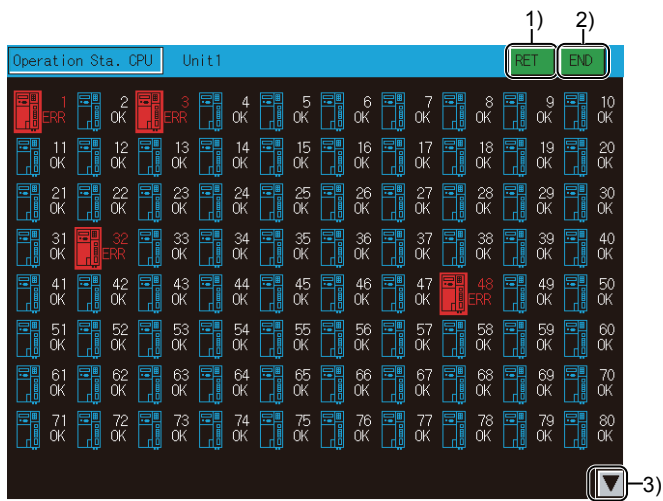 1) 2)
Operation Sta. CPU Unit1 RET END
1 2 3 4 5 6 7 8 9 10
ERR OK ERR OK OK OK OK OK OK OK
11 12 13 14 15 16 17 18 19 20
OK OK OK OK OK OK OK OK OK OK
21 22 23 24 25 26 27 28 29 30
OK OK OK OK OK OK OK OK OK OK
31 32 33 34 35 36 37 38 39 40
OK ERR OK OK OK OK OK OK OK OK
41 42 43 44 45 46 47 48 49 50
OK OK OK OK OK OK OK ERR OK OK
51 52 53 54 55 56 57 58 59 60
OK OK OK OK OK OK OK OK OK OK
61 62 63 64 65 66 67 68 69 70
OK OK OK OK OK OK OK OK OK OK
71 72 73 74 75 76 77 78 79 80
OK OK OK OK OK OK OK OK OK OK
3)